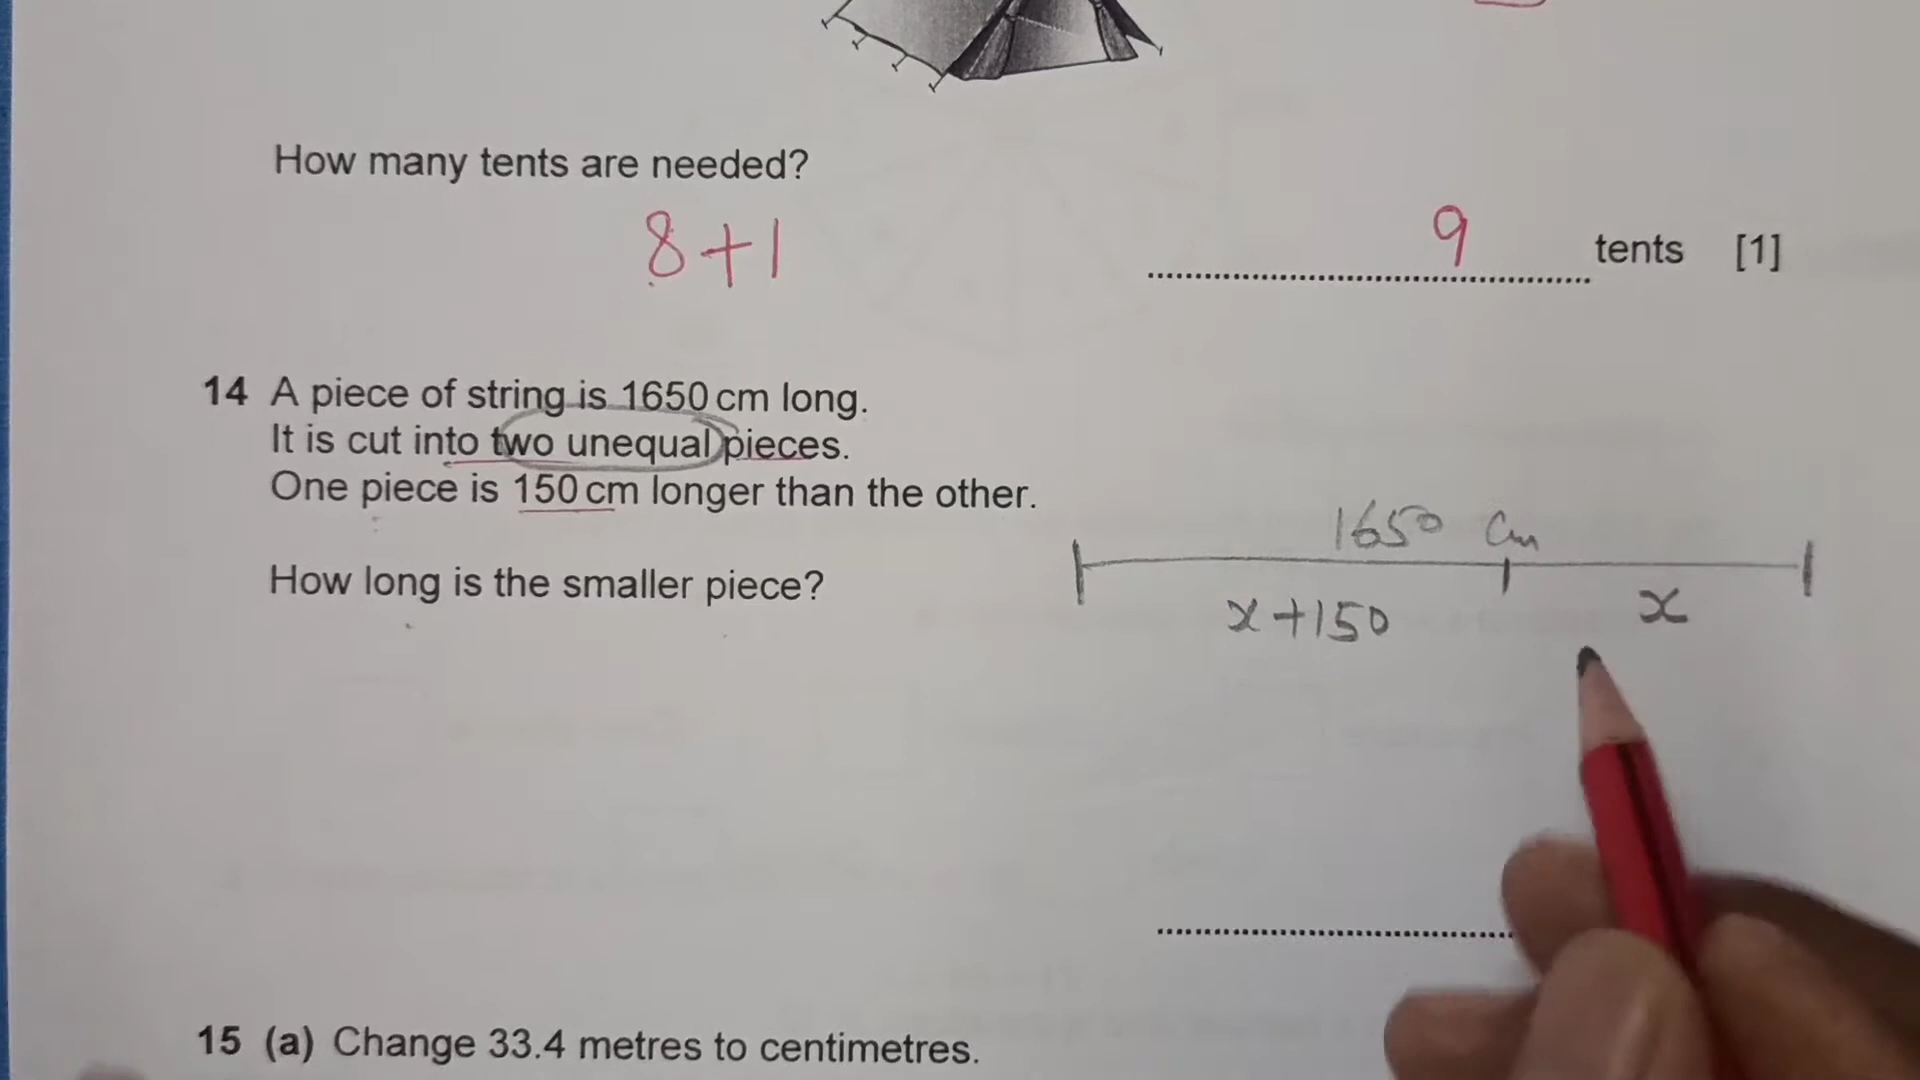 How many tents are needed?
8+1
9 tents [1]
14 A piece of string is 1650 cm long.
It is cut into two unequal pieces.
One piece is 150 cm longer than the other.
1650 cm
How long is the smaller piece?
x+150 x
15 (a) Change 33.4 metres to centimetres.